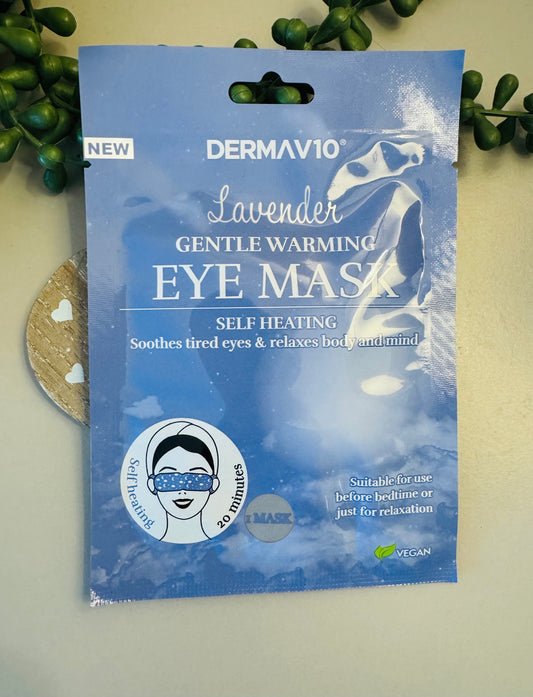 NEW
DERMAV10®
Lavender
GENTLE WARMING
EYE MASK
SELF HEATING
Soothes tired eyes & relaxes body and mind
Self heating
20 minutes
1 MASK
Suitable for use
before bedtime or
just for relaxation
VEGAN